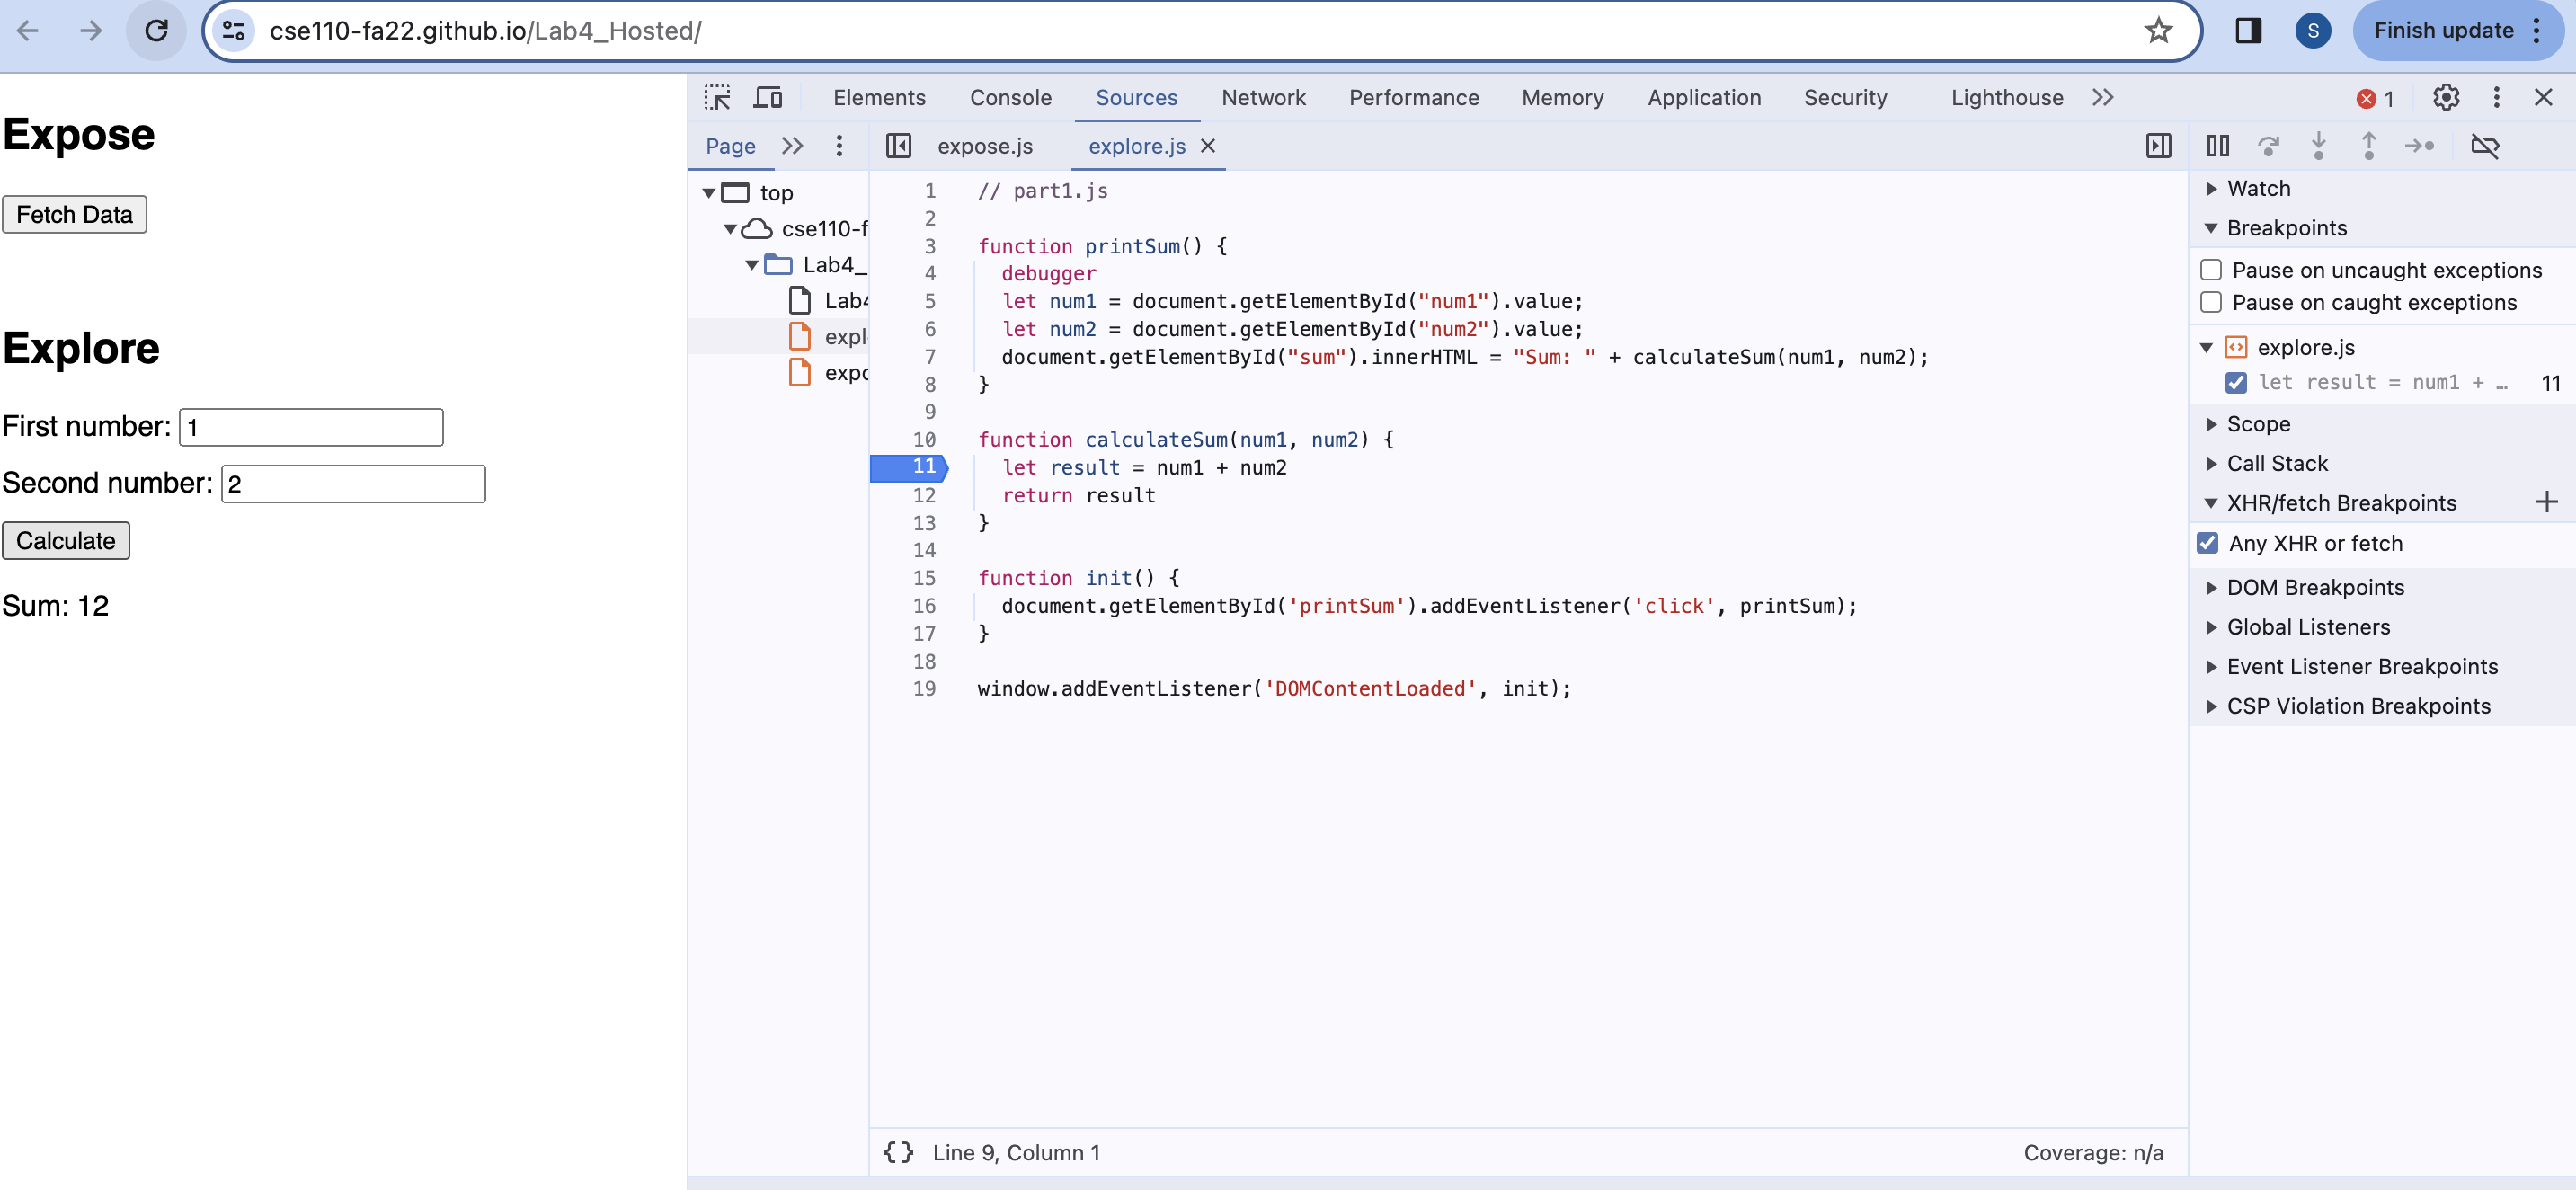 cse110-fa22.github.io/Lab4_Hosted/
S
Finish update
Expose
Fetch Data
Explore
First number: 1
Second number: 2
Calculate
Sum: 12
Elements Console Sources Network Performance Memory Application Security Lighthouse
1
Page
expose.js explore.js
top
cse110-f
Lab4_
Lab4
expl
expo
1 // part1.js
2
3 function printSum() {
4 debugger
5 let num1 = document.getElementById("num1").value;
6 let num2 = document.getElementById("num2").value;
7 document.getElementById("sum").innerHTML = "Sum: " + calculateSum(num1, num2);
8 }
9
10 function calculateSum(num1, num2) {
11 let result = num1 + num2
12 return result
13 }
14
15 function init() {
16 document.getElementById('printSum').addEventListener('click', printSum);
17 }
18
19 window.addEventListener('DOMContentLoaded', init);
{} Line 9, Column 1
Coverage: n/a
Watch
Breakpoints
Pause on uncaught exceptions
Pause on caught exceptions
explore.js
let result = num1 + … 11
Scope
Call Stack
XHR/fetch Breakpoints
Any XHR or fetch
DOM Breakpoints
Global Listeners
Event Listener Breakpoints
CSP Violation Breakpoints